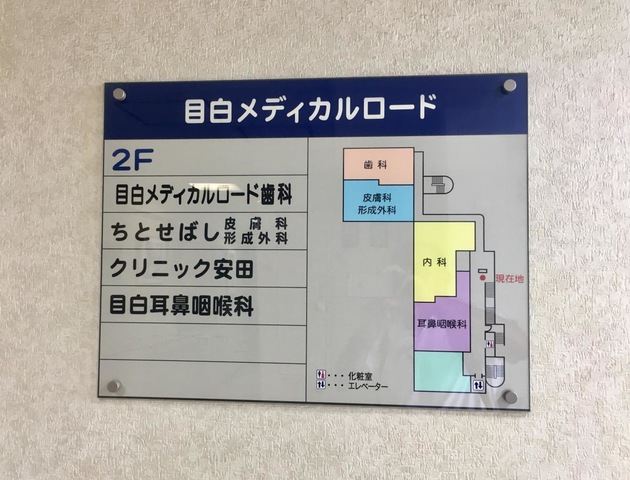 目白メディカルロード
2F
目白メディカルロード歯科
ちとせばし皮膚科
形成外科
クリニック安田
目白耳鼻咽喉科
歯科
皮膚科
形成外科
内科
現在地
耳鼻咽喉科
・・・化粧室
・・・エレベーター